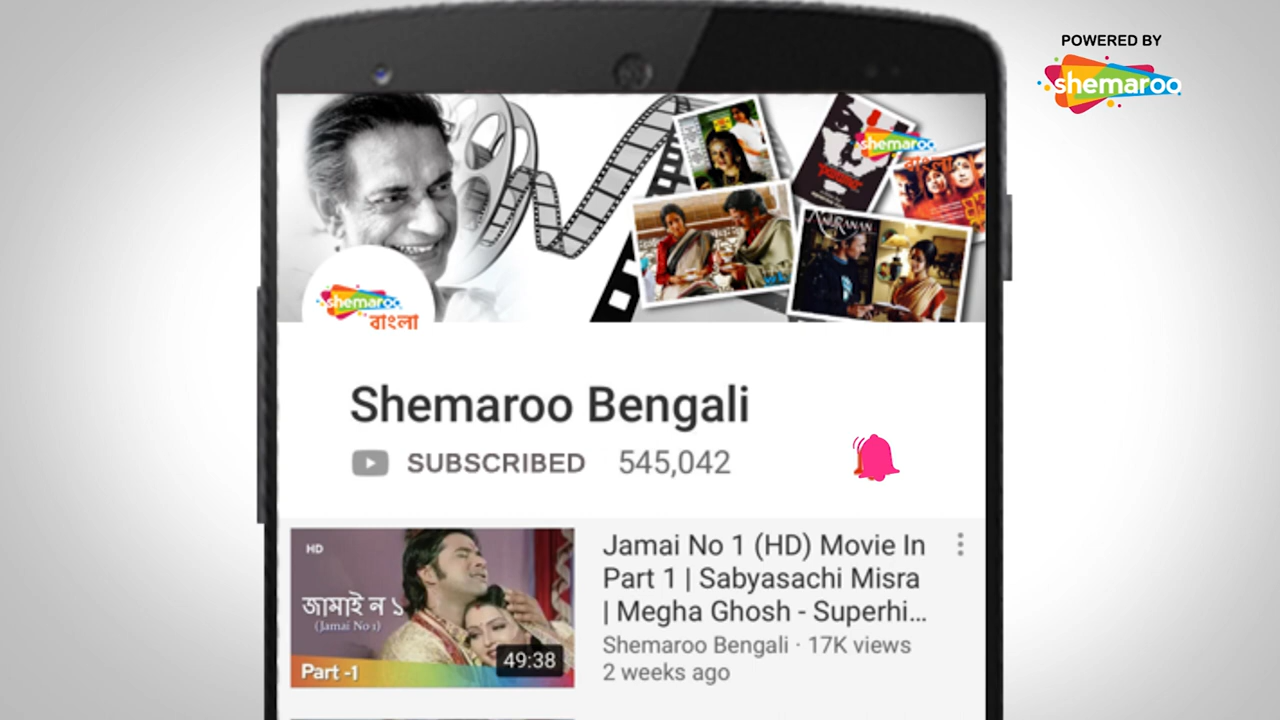 POWERED BY
shemaroo
shemaroo
বাংলা
ANURANAN
shemaroo
বাংলা
Shemaroo Bengali
SUBSCRIBED 545,042
HD
জামাই ন ১
(Jamai No 1)
Part -1
49:38
Jamai No 1 (HD) Movie In
Part 1 | Sabyasachi Misra
| Megha Ghosh - Superhi...
Shemaroo Bengali · 17K views
2 weeks ago